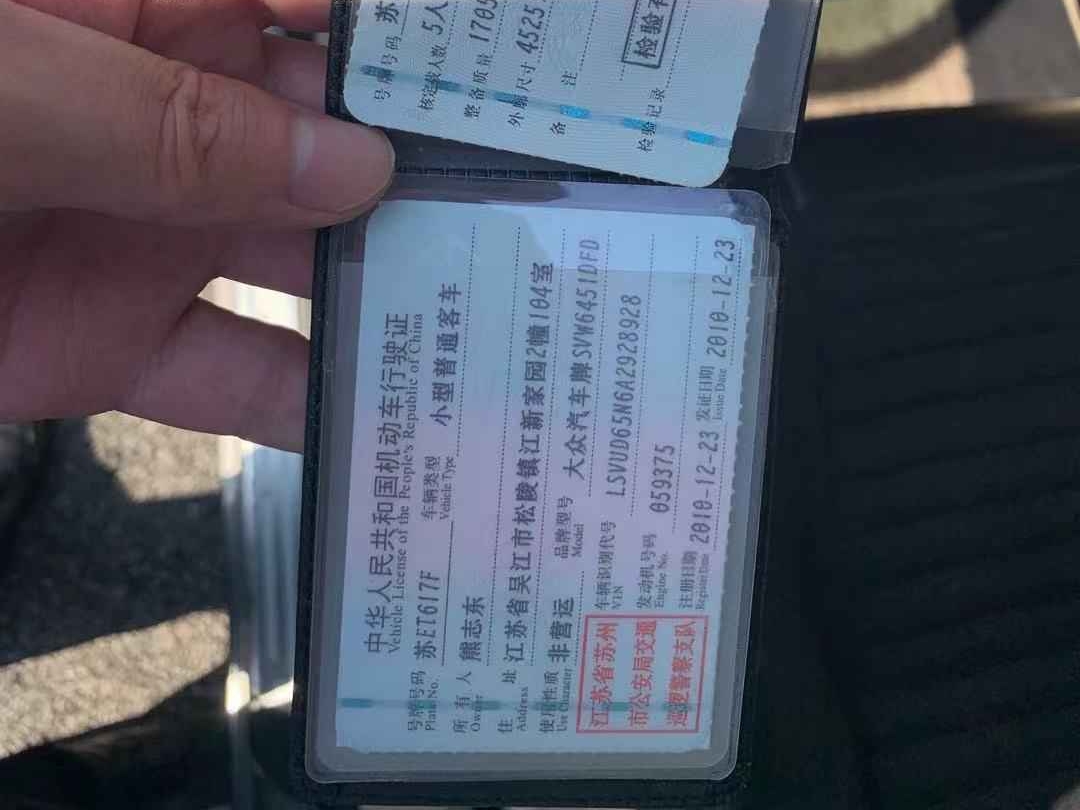 中华人民共和国机动车行驶证
Vehicle License of the People's Republic of China
号牌号码 苏ET617F 车辆类型 小型普通客车
Plate No. Vehicle Type
所有人 熊志东
Owner
住址 江苏省吴江市松陵镇江新家园2幢104室
Address
使用性质 非营运 品牌型号 大众汽车牌SVW6451DFD
Use Character Model
车辆识别代号 LSVUD65N6A2928928
VIN
发动机号码 059375
Engine No.
注册日期 2010-12-23 发证日期 2010-12-23
Register Date Issue Date
江苏省苏州
市公安局交通
巡逻警察支队
号牌号码 苏
核定载人数 5人
整备质量 1705
外廓尺寸 4525
备注
检验记录 检验